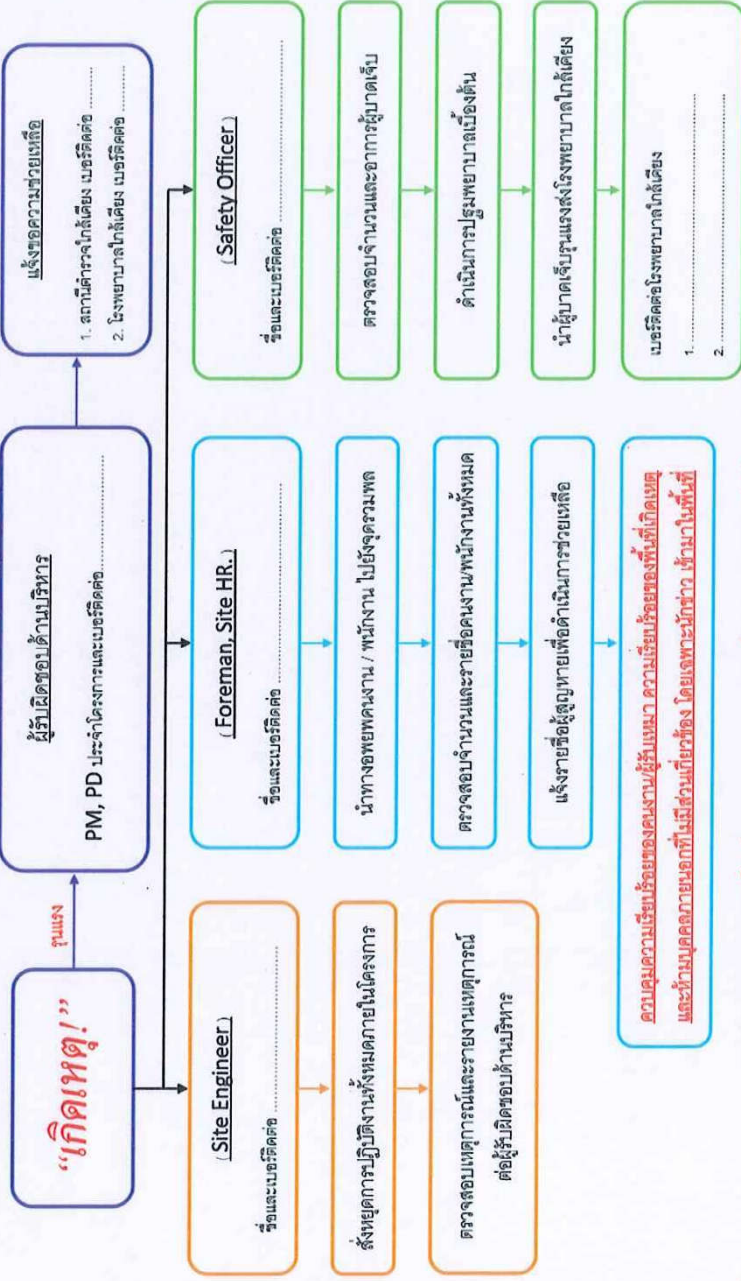 “เกิดเหตุ!”
รุนแรง
ผู้รับผิดชอบด้านบริหาร
PM, PD ประจำโครงการและเบอร์ติดต่อ..............................
แจ้งขอความช่วยเหลือ
1. สถานีตำรวจใกล้เคียง เบอร์ติดต่อ ............
2. โรงพยาบาลใกล้เคียง เบอร์ติดต่อ ............
( Site Engineer )
ชื่อและเบอร์ติดต่อ ..............................................
สั่งหยุดการปฏิบัติงานทั้งหมดภายในโครงการ
ตรวจสอบเหตุการณ์และรายงานเหตุการณ์
ต่อผู้รับผิดชอบด้านบริหาร
( Foreman, Site HR.)
ชื่อและเบอร์ติดต่อ ..............................................
นำทางอพยพคนงาน / พนักงาน ไปยังจุดรวมพล
ตรวจสอบจำนวนและรายชื่อคนงาน/พนักงานทั้งหมด
แจ้งรายชื่อผู้สูญหายเพื่อดำเนินการช่วยเหลือ
ควบคุมความเรียบร้อยของคนงาน/ผู้รับเหมา ความเรียบร้อยของพื้นที่เกิดเหตุ
และห้ามบุคคลภายนอกที่ไม่มีส่วนเกี่ยวข้อง โดยเฉพาะนักข่าว เข้ามาในพื้นที่
( Safety Officer )
ชื่อและเบอร์ติดต่อ ..............................................
ตรวจสอบจำนวนและอาการผู้บาดเจ็บ
ดำเนินการปฐมพยาบาลเบื้องต้น
นำผู้บาดเจ็บรุนแรงส่งโรงพยาบาลใกล้เคียง
เบอร์ติดต่อโรงพยาบาลใกล้เคียง
1. ..............................................
2. ..............................................